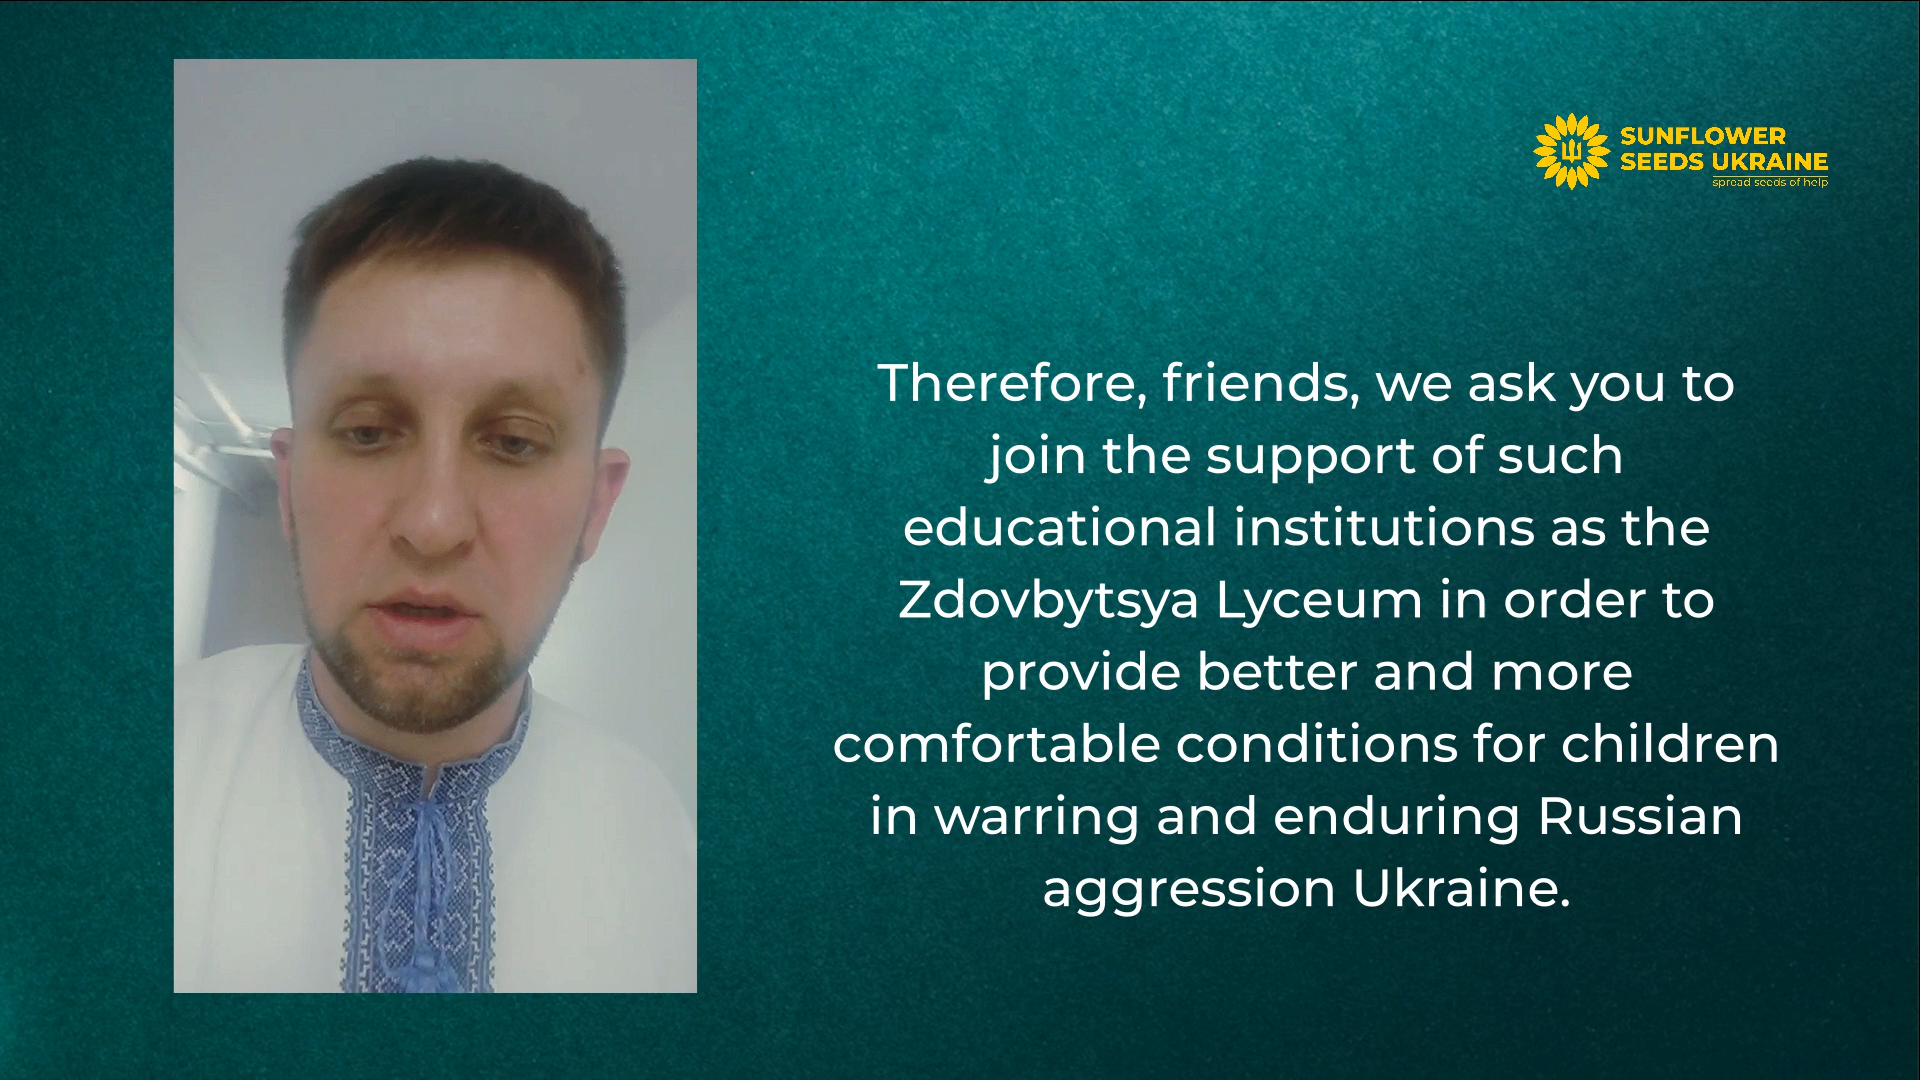 SUNFLOWER
SEEDS UKRAINE
spread seeds of help
Therefore, friends, we ask you to
join the support of such
educational institutions as the
Zdovbytsya Lyceum in order to
provide better and more
comfortable conditions for children
in warring and enduring Russian
aggression Ukraine.